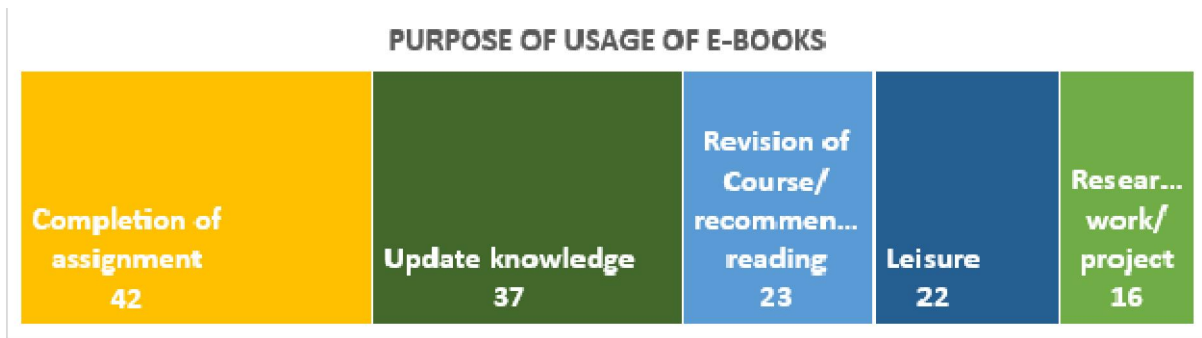 PURPOSE OF USAGE OF E-BOOKS
Completion of
assignment
42
Update knowledge
37
Revision of
Course/
recommen...
reading
23
Leisure
22
Resear...
work/
project
16